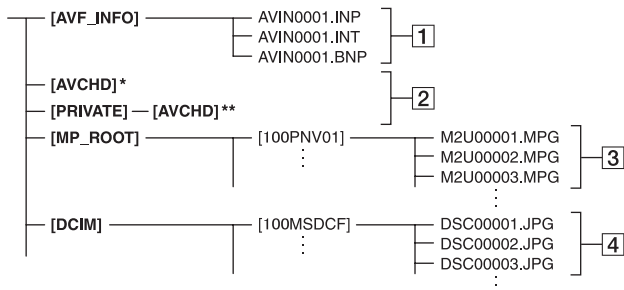 [AVF_INFO] AVIN0001.INP
AVIN0001.INT 1
AVIN0001.BNP
[AVCHD]*
2
[PRIVATE] [AVCHD]**
[MP_ROOT] [100PNV01] M2U00001.MPG
M2U00002.MPG 3
M2U00003.MPG
[DCIM] [100MSDCF] DSC00001.JPG
DSC00002.JPG 4
DSC00003.JPG